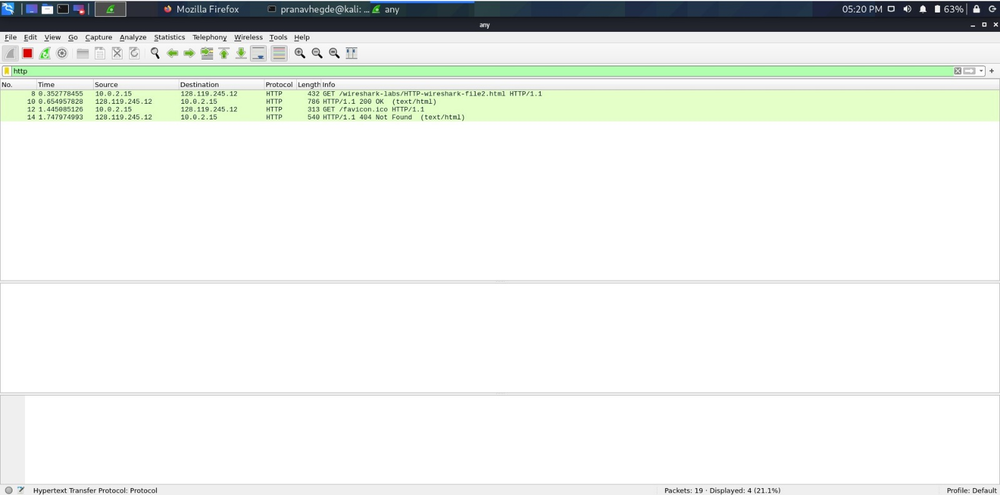 Mozilla Firefox pranavhegde@kali: ... any 05:20 PM 63%
any
File Edit View Go Capture Analyze Statistics Telephony Wireless Tools Help
http
No. Time Source Destination Protocol Length Info
8 0.352778455 10.0.2.15 128.119.245.12 HTTP 432 GET /wireshark-labs/HTTP-wireshark-file2.html HTTP/1.1
10 0.654957828 128.119.245.12 10.0.2.15 HTTP 786 HTTP/1.1 200 OK (text/html)
12 1.445085126 10.0.2.15 128.119.245.12 HTTP 313 GET /favicon.ico HTTP/1.1
14 1.747974993 128.119.245.12 10.0.2.15 HTTP 540 HTTP/1.1 404 Not Found (text/html)
Hypertext Transfer Protocol: Protocol Packets: 19 · Displayed: 4 (21.1%) Profile: Default